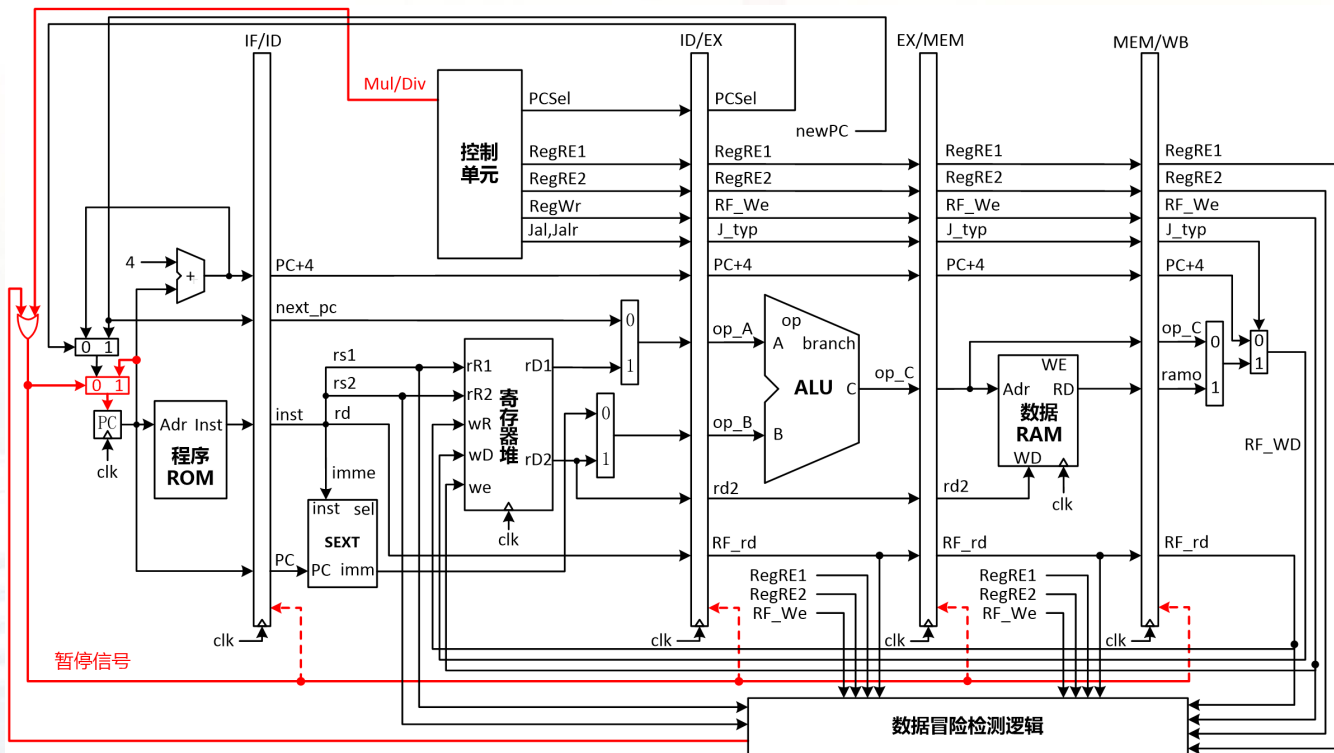 IF/ID
ID/EX
EX/MEM
MEM/WB
Mul/Div
控制
单元
PCSel
RegRE1
RegRE2
RegWr
Jal,Jalr
PCSel
newPC
RegRE1
RegRE2
RF_We
J_typ
RegRE1
RegRE2
RF_We
J_typ
RegRE1
RegRE2
RF_We
J_typ
4
+
PC+4
PC+4
PC+4
PC+4
next_pc
0
1
0 1
0 1
PC
clk
Adr Inst
程序
ROM
inst
rs1
rs2
rd
imme
rR1
rR2
wR
wD
we
rD1
rD2
寄存器堆
clk
0
1
inst sel
SEXT
PC imm
PC
op_A
op_B
op
A
branch
ALU
C
B
op_C
rd2
rd2
WE
Adr RD
数据
RAM
WD
clk
op_C
ramo
0
1
0
1
RF_WD
RF_rd
RF_rd
RF_rd
RegRE1
RegRE2
RF_We
RegRE1
RegRE2
RF_We
clk
clk
clk
clk
暂停信号
数据冒险检测逻辑